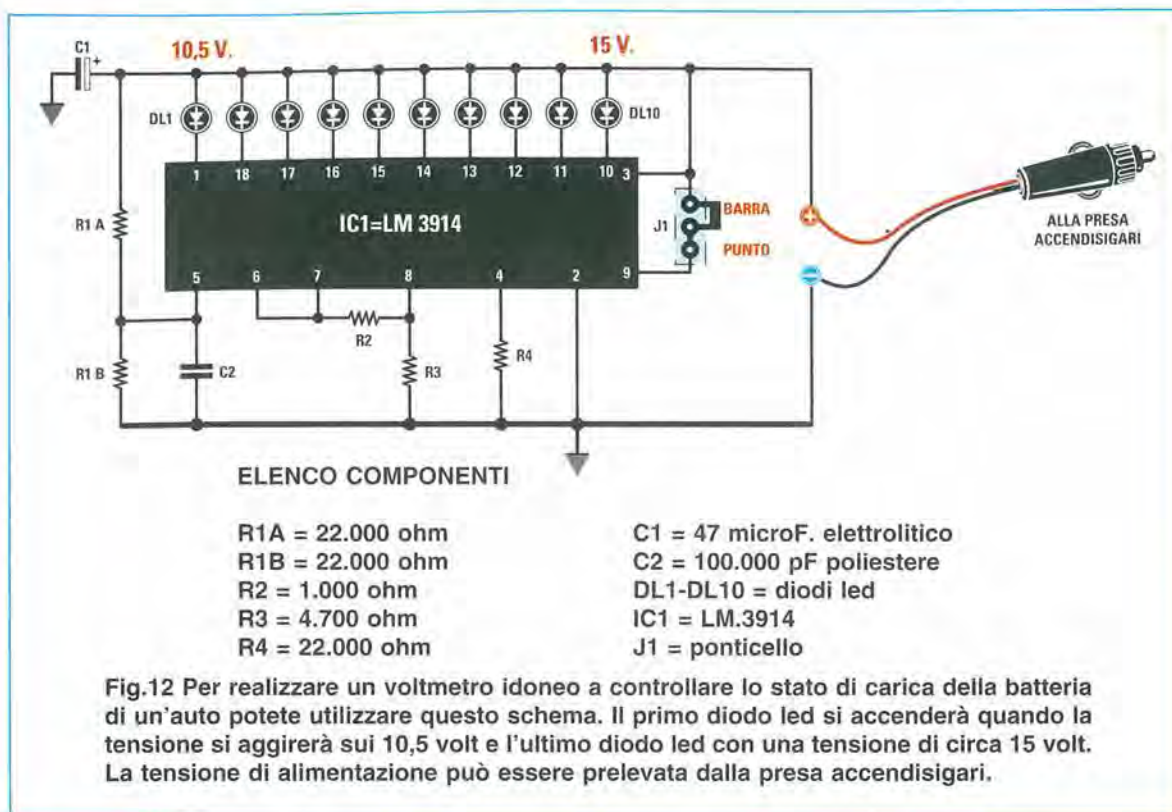 C1
+
10,5 V.
15 V.
DL1
DL10
1 18 17 16 15 14 13 12 11 10 3
R1 A
IC1=LM 3914
J1
BARRA
PUNTO
ALLA PRESA
ACCENDISIGARI
5 6 7 8 4 2 9
R2
R1 B
C2
R3
R4
ELENCO COMPONENTI
R1A = 22.000 ohm
R1B = 22.000 ohm
R2 = 1.000 ohm
R3 = 4.700 ohm
R4 = 22.000 ohm
C1 = 47 microF. elettrolitico
C2 = 100.000 pF poliestere
DL1-DL10 = diodi led
IC1 = LM.3914
J1 = ponticello
Fig.12 Per realizzare un voltmetro idoneo a controllare lo stato di carica della batteria
di un'auto potete utilizzare questo schema. Il primo diodo led si accenderà quando la
tensione si aggirerà sui 10,5 volt e l'ultimo diodo led con una tensione di circa 15 volt.
La tensione di alimentazione può essere prelevata dalla presa accendisigari.